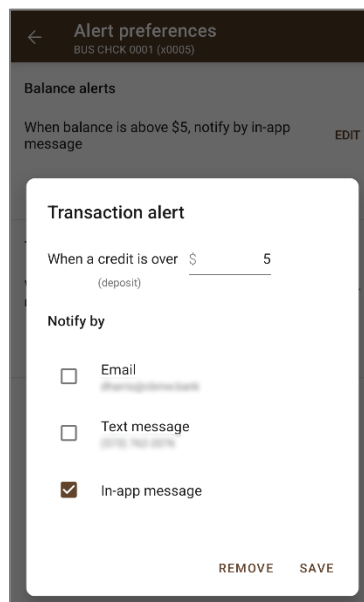 Alert preferences
BUS CHCK 0001 (x0005)
Balance alerts
When balance is above $5, notify by in-app
message
EDIT
Transaction alert
When a credit is over $ 5
(deposit)
Notify by
Email
Text message
In-app message
REMOVE SAVE